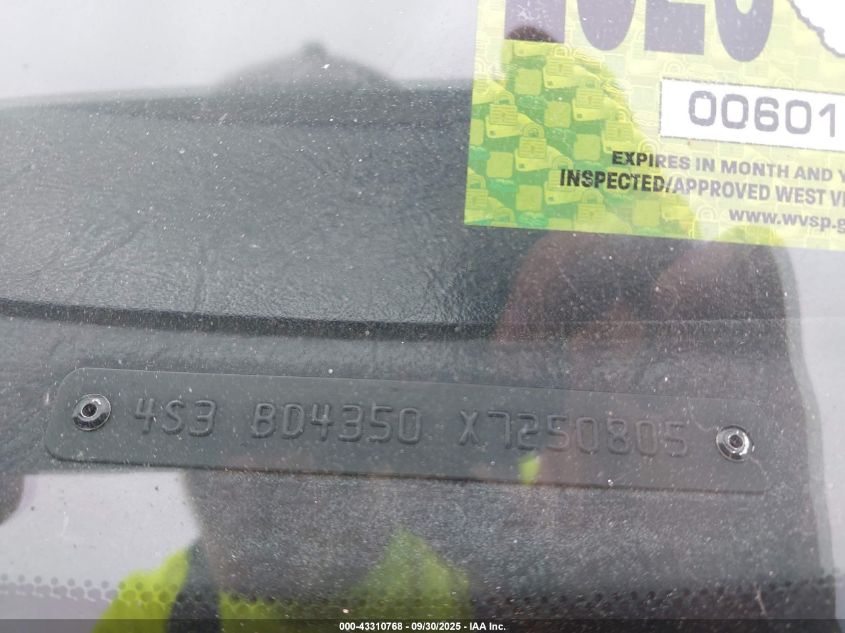 00601
EXPIRES IN MONTH AND Y
INSPECTED/APPROVED WEST VI
www.wvsp.g
4S3 BD4350 X7250805
000-43310768 - 09/30/2025 - IAA Inc.